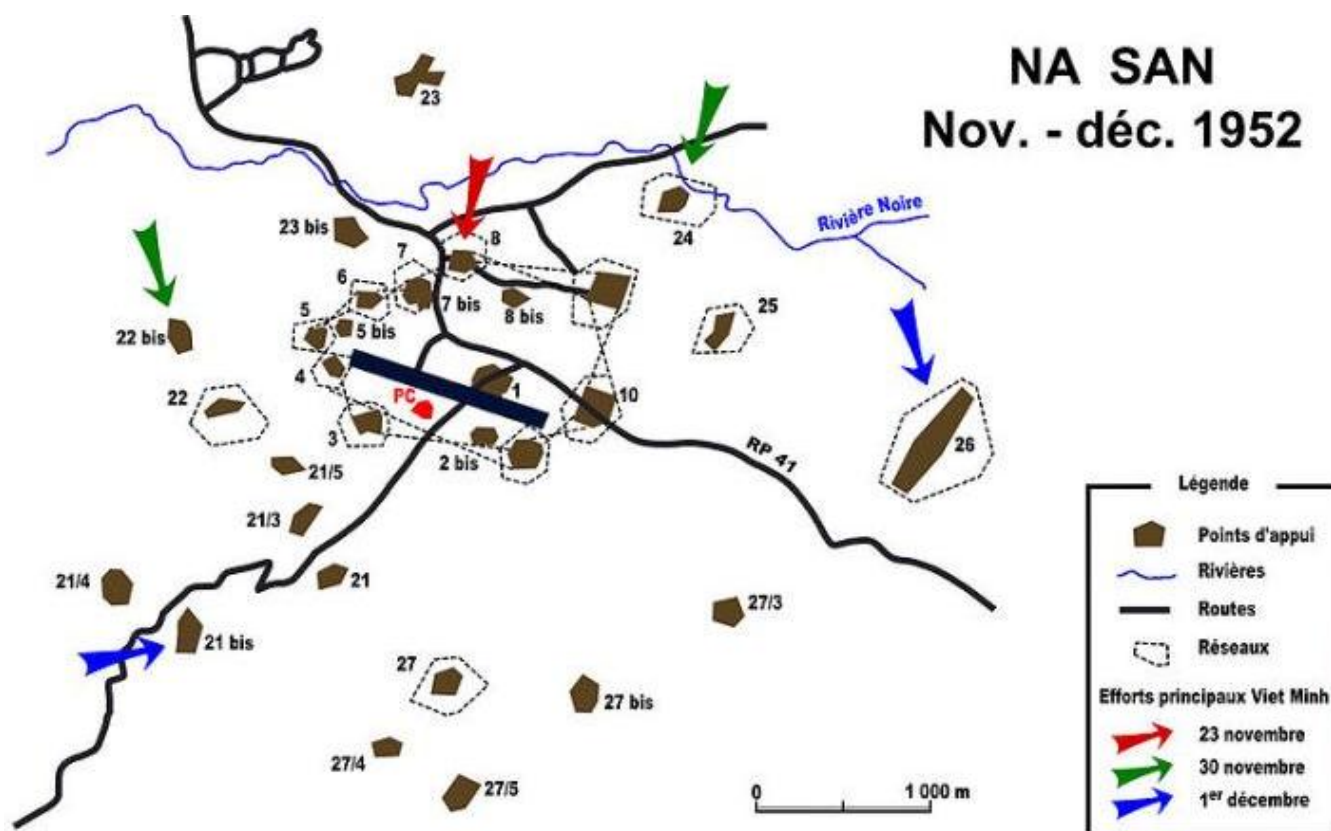 NA SAN
Nov. - déc. 1952
23
Rivière Noire
24
23 bis
8
7
6
7 bis
8 bis
5
5 bis
25
22 bis
4
1
PC
10
22
3
2 bis
26
RP 41
21/5
21/3
21/4
21
21 bis
27/3
27
27 bis
27/4
27/5
0
1 000 m
Légende
Points d'appui
Rivières
Routes
Réseaux
Efforts principaux Viet Minh
23 novembre
30 novembre
1er décembre